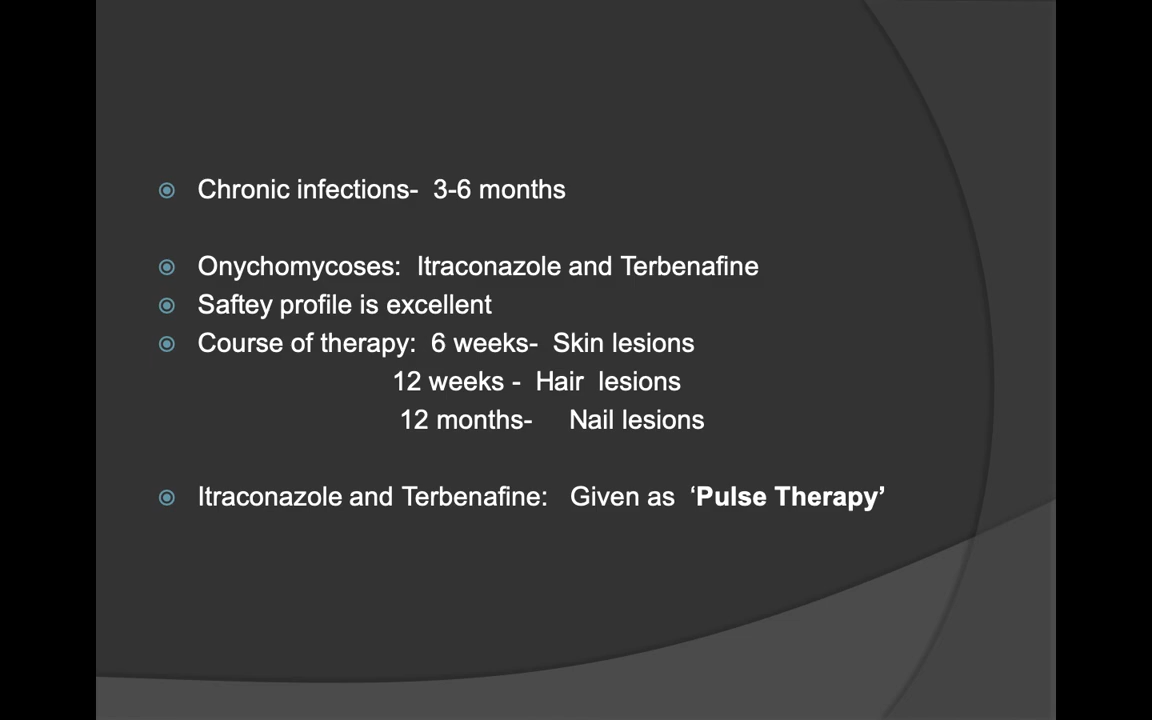 Chronic infections-  3-6 months
Onychomycoses:  Itraconazole and Terbenafine
Saftey profile is excellent
Course of therapy:  6 weeks-  Skin lesions
12 weeks -  Hair  lesions
12 months-     Nail lesions
Itraconazole and Terbenafine:   Given as  ‘Pulse Therapy’